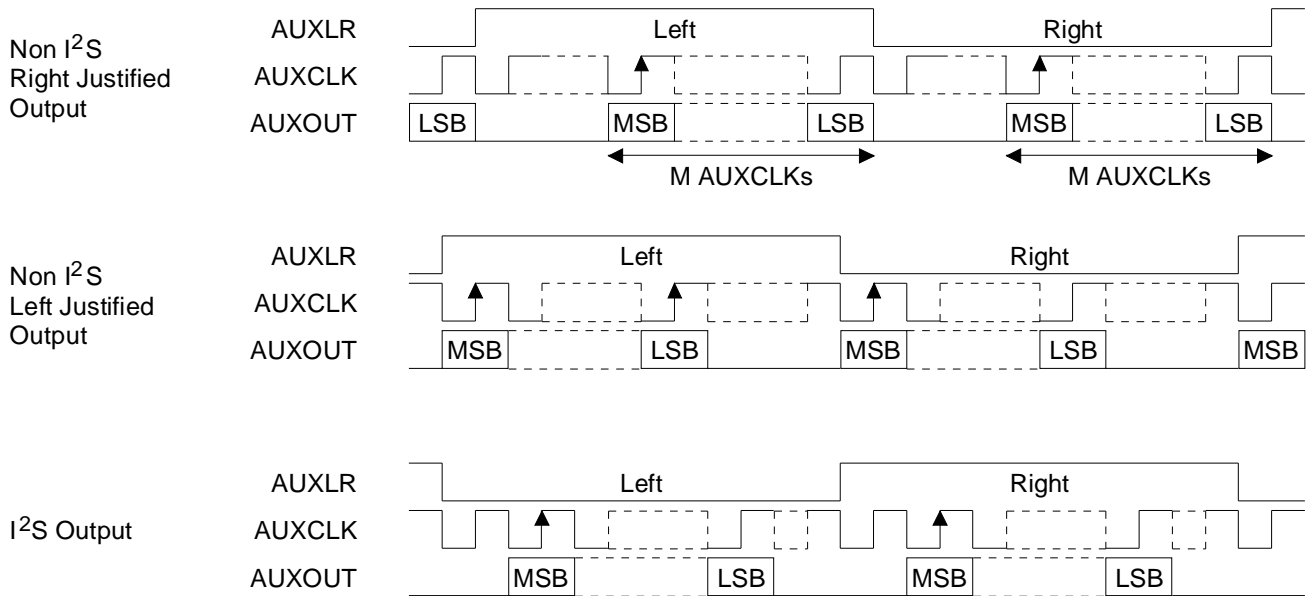 Non I²S
Right Justified
Output
AUXLR
Left
Right
AUXCLK
AUXOUT
LSB
MSB
LSB
MSB
LSB
M AUXCLKs
M AUXCLKs
Non I²S
Left Justified
Output
AUXLR
Left
Right
AUXCLK
AUXOUT
MSB
LSB
MSB
LSB
MSB
I²S Output
AUXLR
Left
Right
AUXCLK
AUXOUT
MSB
LSB
MSB
LSB